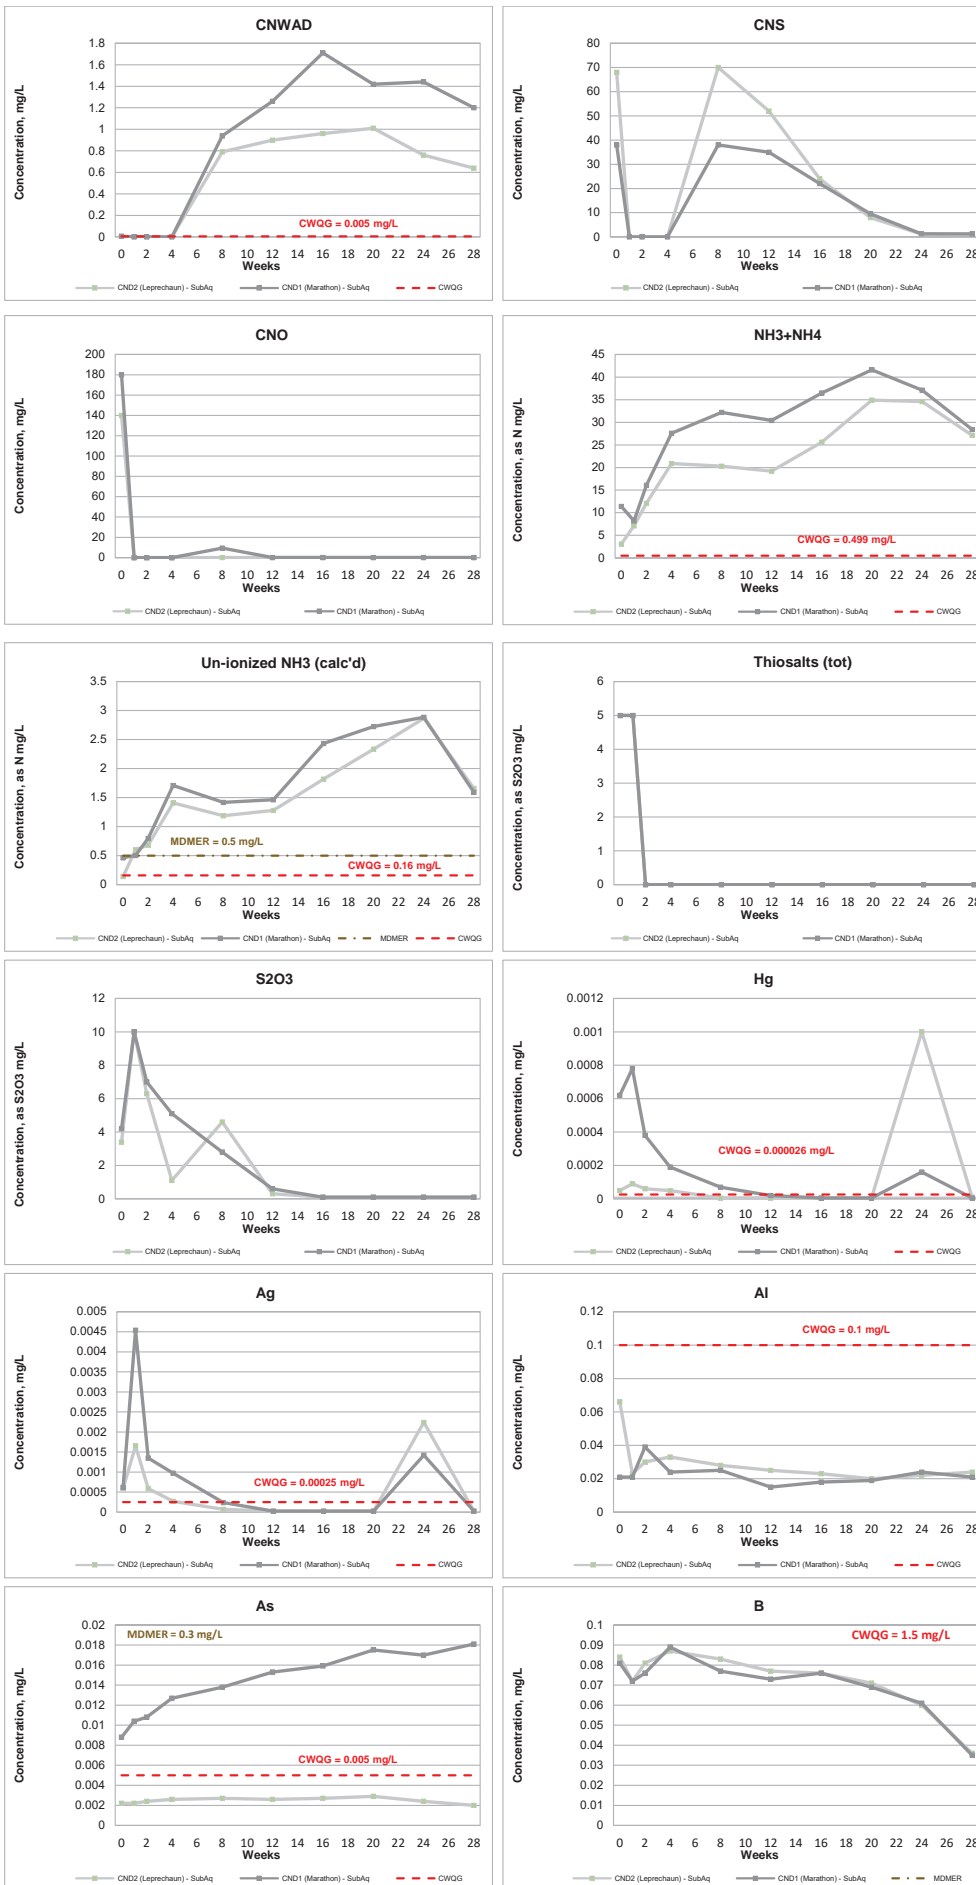 CNWAD
Concentration, mg/L
1.8
1.6
1.4
1.2
1
0.8
0.6
0.4
0.2
0
CWQG = 0.005 mg/L
0 2 4 6 8 10 12 14 16 18 20 22 24 26 28
Weeks
CND2 (Leprechaun) - SubAq CND1 (Marathon) - SubAq CWQG
CNS
Concentration, mg/L
80
70
60
50
40
30
20
10
0
0 2 4 6 8 10 12 14 16 18 20 22 24 26 28
Weeks
CND2 (Leprechaun) - SubAq CND1 (Marathon) - SubAq
CNO
Concentration, mg/L
200
180
160
140
120
100
80
60
40
20
0
0 2 4 6 8 10 12 14 16 18 20 22 24 26 28
Weeks
CND2 (Leprechaun) - SubAq CND1 (Marathon) - SubAq
NH3+NH4
Concentration, as N mg/L
45
40
35
30
25
20
15
10
5
0
CWQG = 0.499 mg/L
0 2 4 6 8 10 12 14 16 18 20 22 24 26 28
Weeks
CND2 (Leprechaun) - SubAq CND1 (Marathon) - SubAq CWQG
Un-ionized NH3 (calc'd)
Concentration, as N mg/L
3.5
3
2.5
2
1.5
1
0.5
0
MDMER = 0.5 mg/L
CWQG = 0.16 mg/L
0 2 4 6 8 10 12 14 16 18 20 22 24 26 28
Weeks
CND2 (Leprechaun) - SubAq CND1 (Marathon) - SubAq MDMER CWQG
Thiosalts (tot)
Concentration, as S2O3 mg/L
6
5
4
3
2
1
0
0 2 4 6 8 10 12 14 16 18 20 22 24 26 28
Weeks
CND2 (Leprechaun) - SubAq CND1 (Marathon) - SubAq
S2O3
Concentration, as S2O3 mg/L
12
10
8
6
4
2
0
0 2 4 6 8 10 12 14 16 18 20 22 24 26 28
Weeks
CND2 (Leprechaun) - SubAq CND1 (Marathon) - SubAq
Hg
Concentration, mg/L
0.0012
0.001
0.0008
0.0006
0.0004
0.0002
0
CWQG = 0.000026 mg/L
0 2 4 6 8 10 12 14 16 18 20 22 24 26 28
Weeks
CND2 (Leprechaun) - SubAq CND1 (Marathon) - SubAq CWQG
Ag
Concentration, mg/L
0.005
0.0045
0.004
0.0035
0.003
0.0025
0.002
0.0015
0.001
0.0005
0
CWQG = 0.00025 mg/L
0 2 4 6 8 10 12 14 16 18 20 22 24 26 28
Weeks
CND2 (Leprechaun) - SubAq CND1 (Marathon) - SubAq CWQG
Al
Concentration, mg/L
0.12
0.1
0.08
0.06
0.04
0.02
0
CWQG = 0.1 mg/L
0 2 4 6 8 10 12 14 16 18 20 22 24 26 28
Weeks
CND2 (Leprechaun) - SubAq CND1 (Marathon) - SubAq CWQG
As
Concentration, mg/L
0.02
0.018
0.016
0.014
0.012
0.01
0.008
0.006
0.004
0.002
0
MDMER = 0.3 mg/L
CWQG = 0.005 mg/L
0 2 4 6 8 10 12 14 16 18 20 22 24 26 28
Weeks
CND2 (Leprechaun) - SubAq CND1 (Marathon) - SubAq CWQG
B
Concentration, mg/L
0.1
0.09
0.08
0.07
0.06
0.05
0.04
0.03
0.02
0.01
0
CWQG = 1.5 mg/L
0 2 4 6 8 10 12 14 16 18 20 22 24 26 28
Weeks
CND2 (Leprechaun) - SubAq CND1 (Marathon) - SubAq MDMER